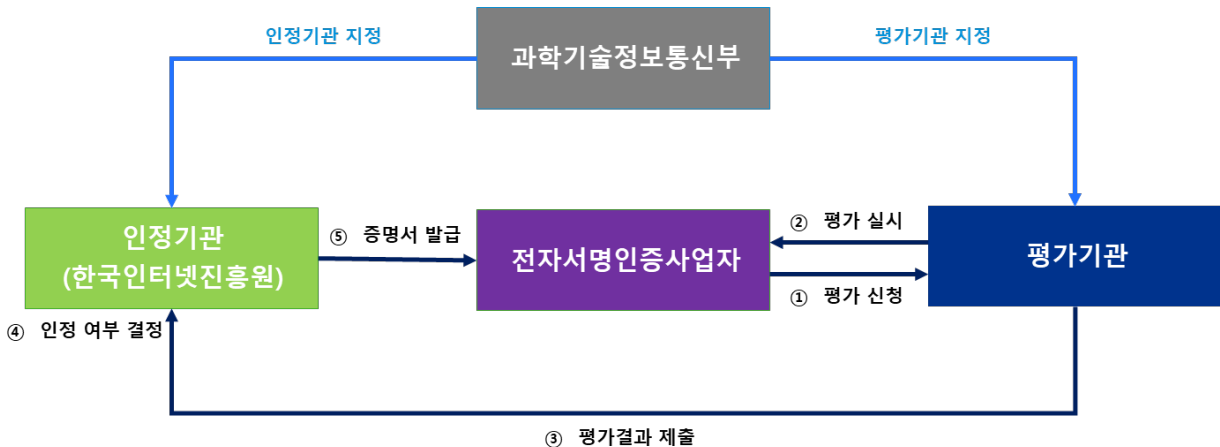 인정기관 지정
과학기술정보통신부
평가기관 지정
인정기관
(한국인터넷진흥원)
⑤ 증명서 발급
전자서명인증사업자
② 평가 실시
① 평가 신청
평가기관
④ 인정 여부 결정
③ 평가결과 제출